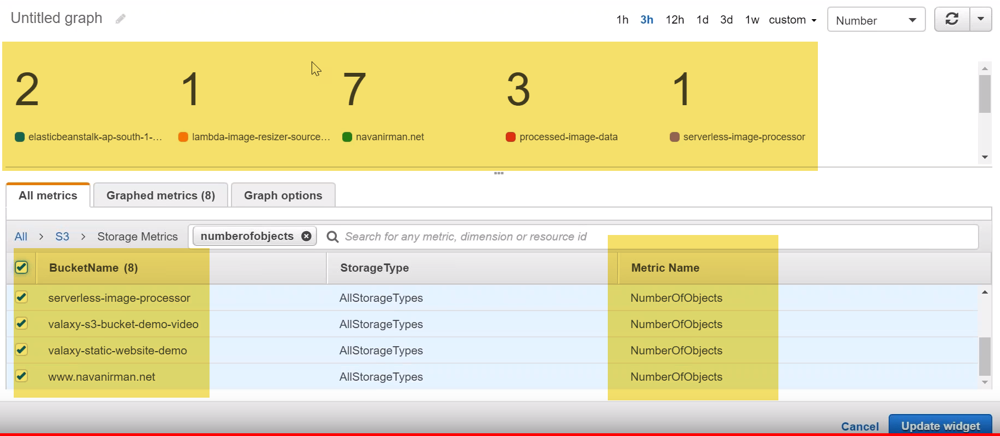 Untitled graph
1h 3h 12h 1d 3d 1w custom Number
2 1 7 3 1
elasticbeanstalk-ap-south-1-... lambda-image-resizer-source... navanirman.net processed-image-data serverless-image-processor
All metrics Graphed metrics (8) Graph options
All > S3 > Storage Metrics numberofobjects Search for any metric, dimension or resource id
BucketName (8) StorageType Metric Name
serverless-image-processor AllStorageTypes NumberOfObjects
valaxy-s3-bucket-demo-video AllStorageTypes NumberOfObjects
valaxy-static-website-demo AllStorageTypes NumberOfObjects
www.navanirman.net AllStorageTypes NumberOfObjects
Cancel Update widget